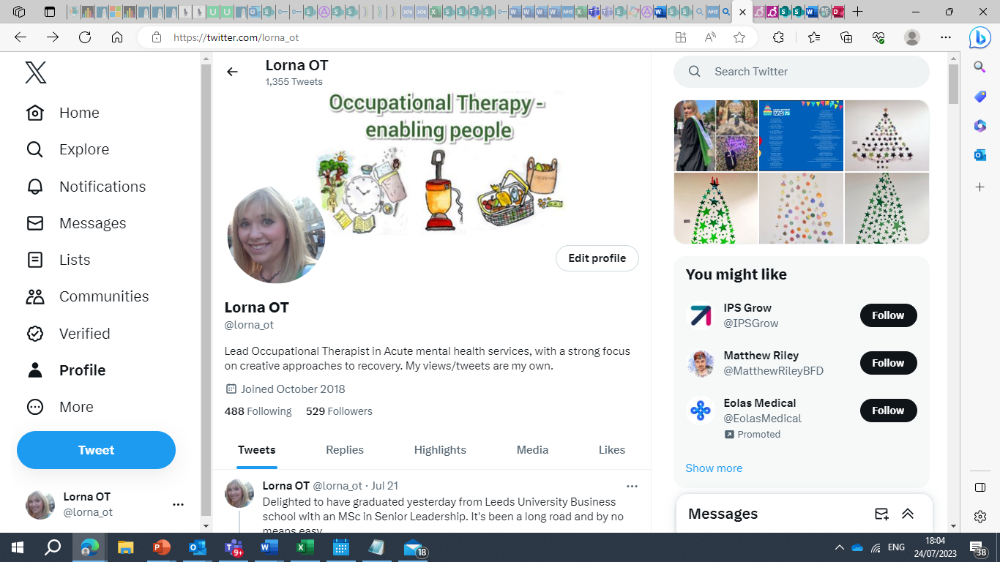 https://twitter.com/lorna_ot
Home
Explore
Notifications
Messages
Lists
Communities
Verified
Profile
More
Tweet
Lorna OT
@lorna_ot
Lorna OT
1,355 Tweets
Occupational Therapy -
enabling people
Edit profile
Lorna OT
@lorna_ot
Lead Occupational Therapist in Acute mental health services, with a strong focus
on creative approaches to recovery. My views/tweets are my own.
Joined October 2018
488 Following 529 Followers
Tweets Replies Highlights Media Likes
Lorna OT @lorna_ot · Jul 21
Delighted to have graduated yesterday from Leeds University Business
school with an MSc in Senior Leadership. It's been a long road and by no
means easy
Search Twitter
You might like
IPS Grow
@IPSGrow
Follow
Matthew Riley
@MatthewRileyBFD
Follow
Eolas Medical
@EolasMedical
Promoted
Follow
Show more
Messages
9+
18
ENG
18:04
24/07/2023
38